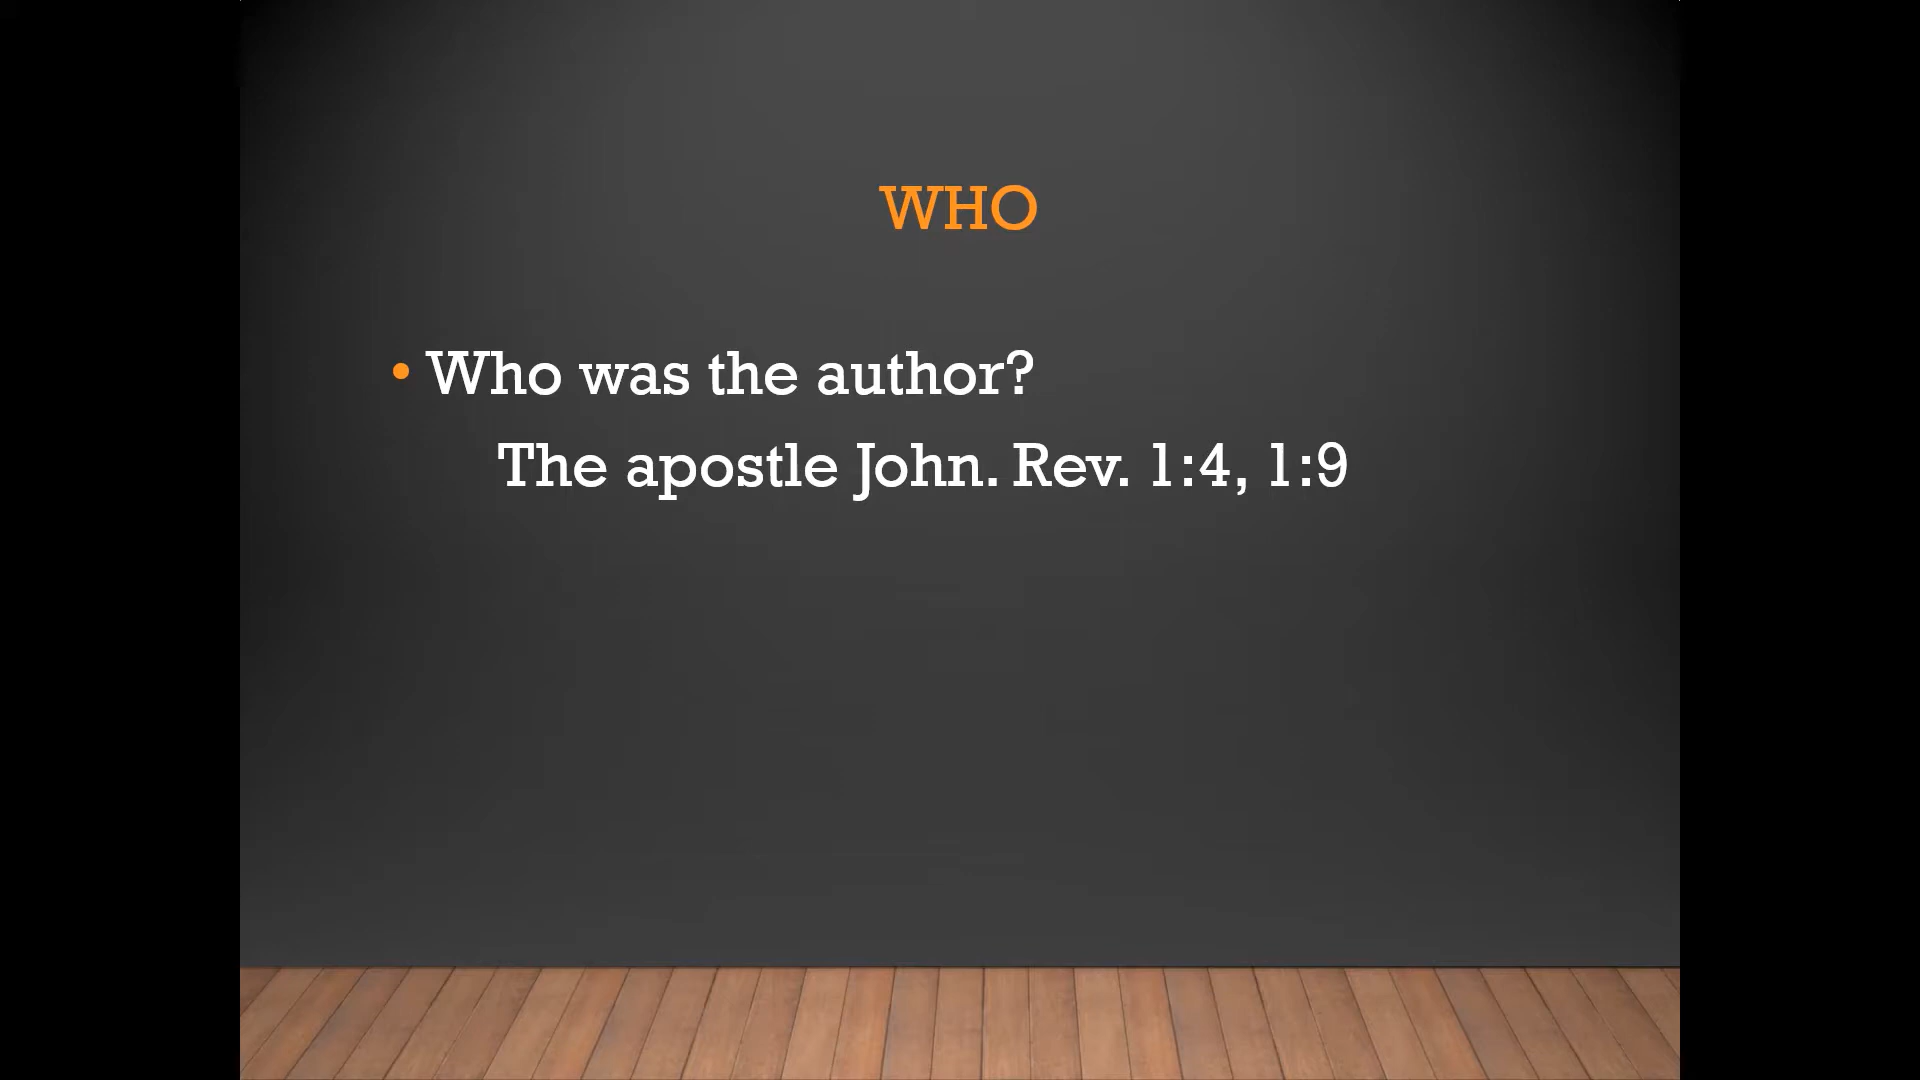 WHO
• Who was the author?
The apostle John. Rev. 1:4, 1:9